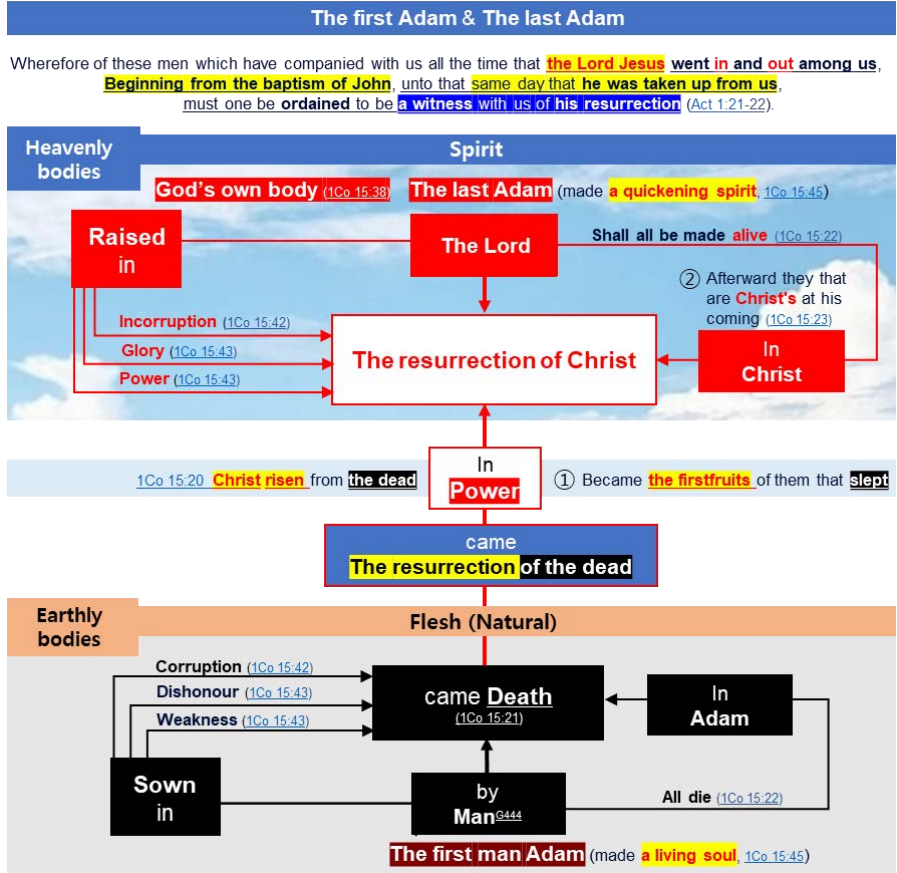 The first Adam & The last Adam
Wherefore of these men which have companied with us all the time that the Lord Jesus went in and out among us,
Beginning from the baptism of John, unto that same day that he was taken up from us,
must one be ordained to be a witness with us of his resurrection (Act 1:21-22).
Heavenly
bodies
Spirit
God's own body (1Co 15:38)
The last Adam (made a quickening spirit, 1Co 15:45)
Raised
in
The Lord
Shall all be made alive (1Co 15:22)
② Afterward they that
are Christ's at his
coming (1Co 15:23)
Incorruption (1Co 15:42)
Glory (1Co 15:43)
Power (1Co 15:43)
The resurrection of Christ
In
Christ
1Co 15:20 Christ risen from the dead
In
Power
① Became the firstfruits of them that slept
came
The resurrection of the dead
Earthly
bodies
Flesh (Natural)
Corruption (1Co 15:42)
Dishonour (1Co 15:43)
Weakness (1Co 15:43)
came Death
(1Co 15:21)
In
Adam
Sown
in
by
ManG444
All die (1Co 15:22)
The first man Adam (made a living soul, 1Co 15:45)